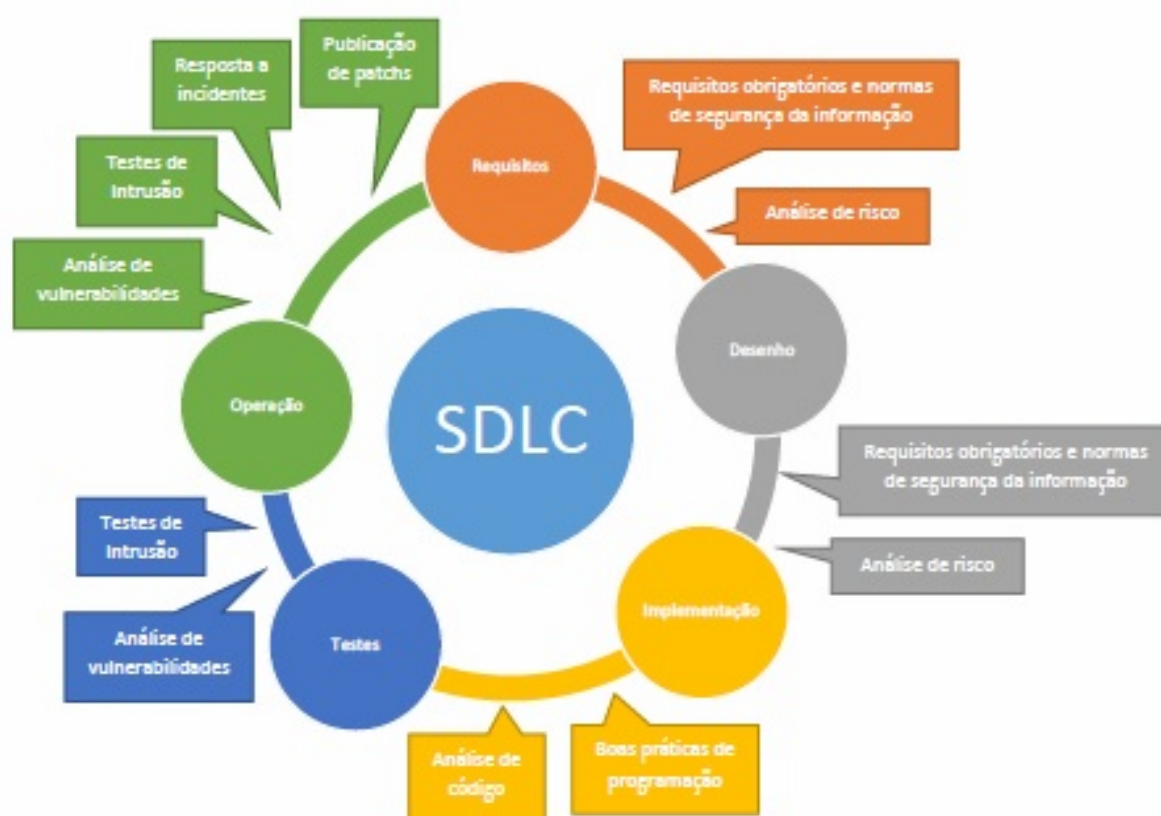 Publicação
de patchs
Resposta a
incidentes
Requisitos obrigatórios e normas
de segurança da informação
Testes de
Intrusão
Requisitos
Análise de risco
Análise de
vulnerabilidades
Desenho
Operação
SDLC
Requisitos obrigatórios e normas
de segurança da informação
Testes de
Intrusão
Análise de risco
Implementação
Análise de
vulnerabilidades
Testes
Análise de
código
Boas práticas de
programação